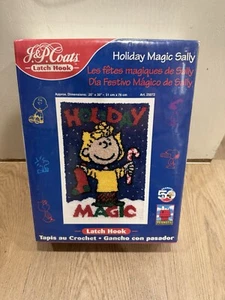 J.&P. Coats
Latch Hook
Holiday Magic Sally
Les fêtes magiques de Sally
Día Festivo Mágico de Sally
HOLIDAY
MAGIC
Latch Hook
Tapis au Crochet • Gancho con pasador